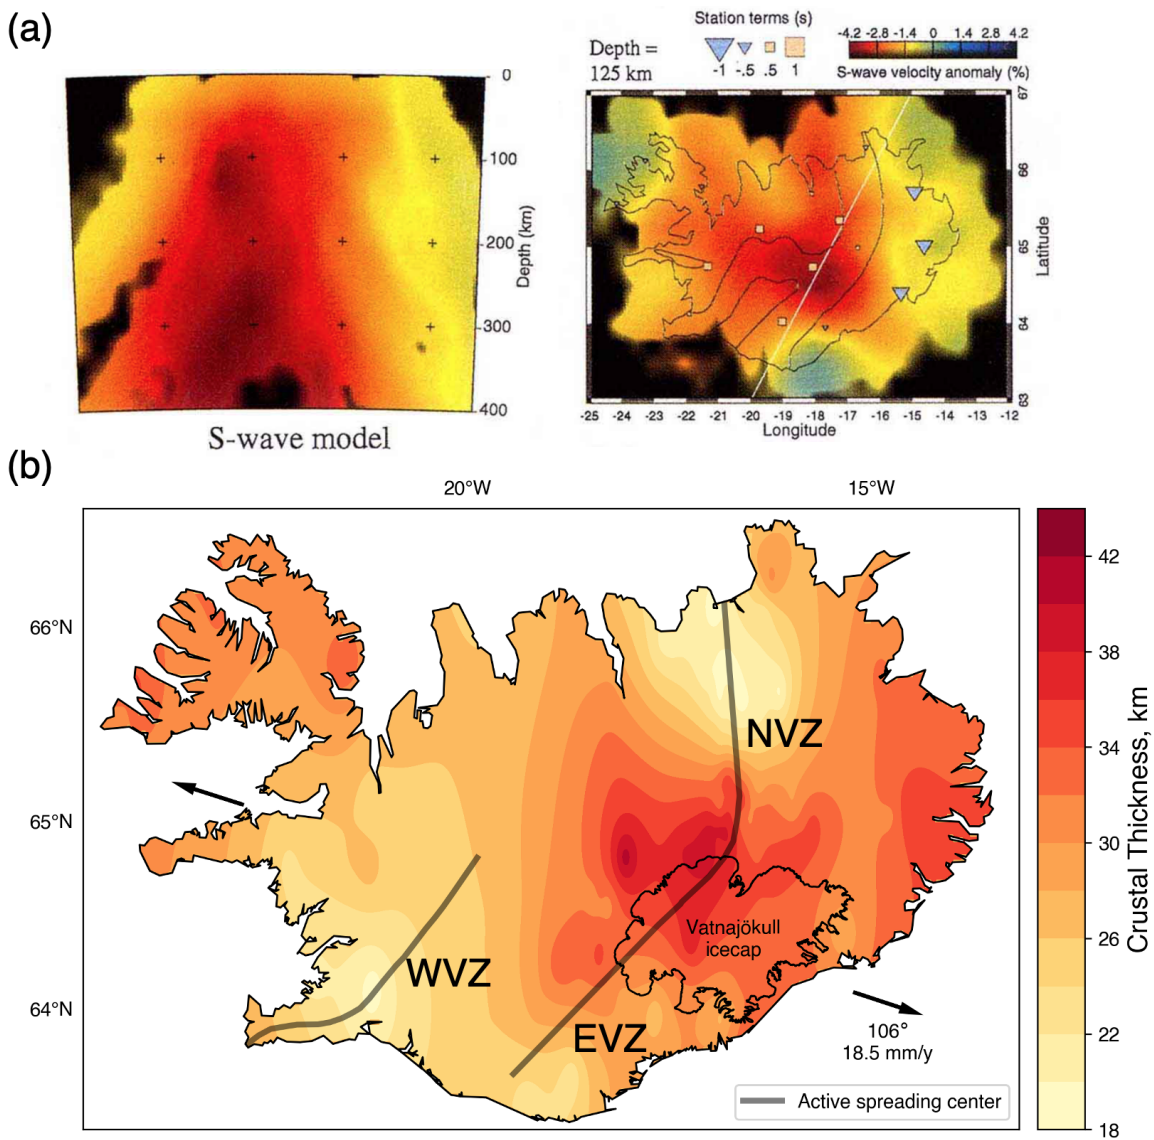 (a)
Station terms (s)
Depth =
125 km
-1 -.5 .5 1
-4.2 -2.8 -1.4 0 1.4 2.8 4.2
S-wave velocity anomaly (%)
0
100
200
300
400
Depth (km)
S-wave model
67
66
65
64
63
Latitude
-25 -24 -23 -22 -21 -20 -19 -18 -17 -16 -15 -14 -13 -12
Longitude
(b)
20°W 15°W
66°N
65°N
64°N
NVZ
Vatnajökull
icecap
WVZ
EVZ
106°
18.5 mm/y
Active spreading center
42
38
34
30
26
22
18
Crustal Thickness, km